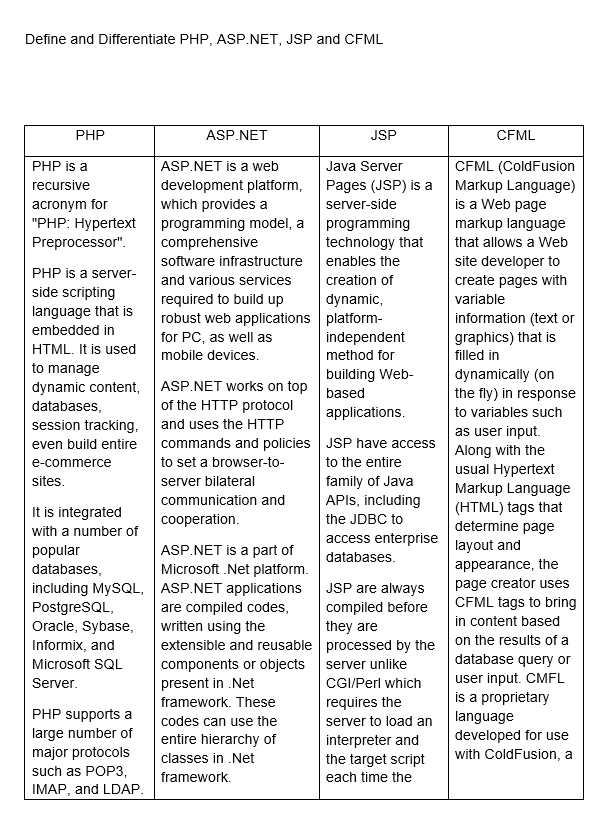 Define and Differentiate PHP, ASP.NET, JSP and CFML
PHP
ASP.NET
JSP
CFML
PHP is a
recursive
acronym for
"PHP: Hypertext
Preprocessor".
PHP is a server-
side scripting
language that is
embedded in
HTML. It is used
to manage
dynamic content,
databases,
session tracking,
even build entire
e-commerce
sites.
It is integrated
with a number of
popular
databases,
including MySQL,
PostgreSQL,
Oracle, Sybase,
Informix, and
Microsoft SQL
Server.
PHP supports a
large number of
major protocols
such as POP3,
IMAP, and LDAP.
ASP.NET is a web
development platform,
which provides a
programming model, a
comprehensive
software infrastructure
and various services
required to build up
robust web applications
for PC, as well as
mobile devices.
ASP.NET works on top
of the HTTP protocol
and uses the HTTP
commands and policies
to set a browser-to-
server bilateral
communication and
cooperation.
ASP.NET is a part of
Microsoft .Net platform.
ASP.NET applications
are compiled codes,
written using the
extensible and reusable
components or objects
present in .Net
framework. These
codes can use the
entire hierarchy of
classes in .Net
framework.
Java Server
Pages (JSP) is a
server-side
programming
technology that
enables the
creation of
dynamic,
platform-
independent
method for
building Web-
based
applications.
JSP have access
to the entire
family of Java
APIs, including
the JDBC to
access enterprise
databases.
JSP are always
compiled before
they are
processed by the
server unlike
CGI/Perl which
requires the
server to load an
interpreter and
the target script
each time the
CFML (ColdFusion
Markup Language)
is a Web page
markup language
that allows a Web
site developer to
create pages with
variable
information (text or
graphics) that is
filled in
dynamically (on
the fly) in response
to variables such
as user input.
Along with the
usual Hypertext
Markup Language
(HTML) tags that
determine page
layout and
appearance, the
page creator uses
CFML tags to bring
in content based
on the results of a
database query or
user input. CMFL
is a proprietary
language
developed for use
with ColdFusion, a